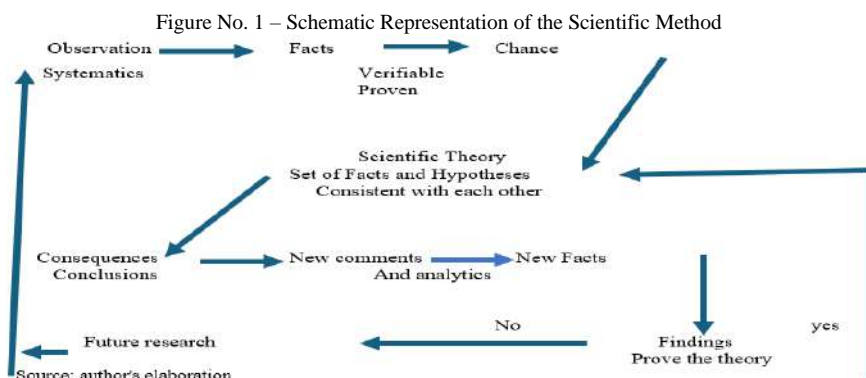 Figure No. 1 – Schematic Representation of the Scientific Method
Observation Facts Chance
Systematics Verifiable
Proven
Scientific Theory
Set of Facts and Hypotheses
Consistent with each other
Consequences New comments New Facts
Conclusions And analytics
No yes
Future research Findings
Prove the theory
Source: author's elaboration